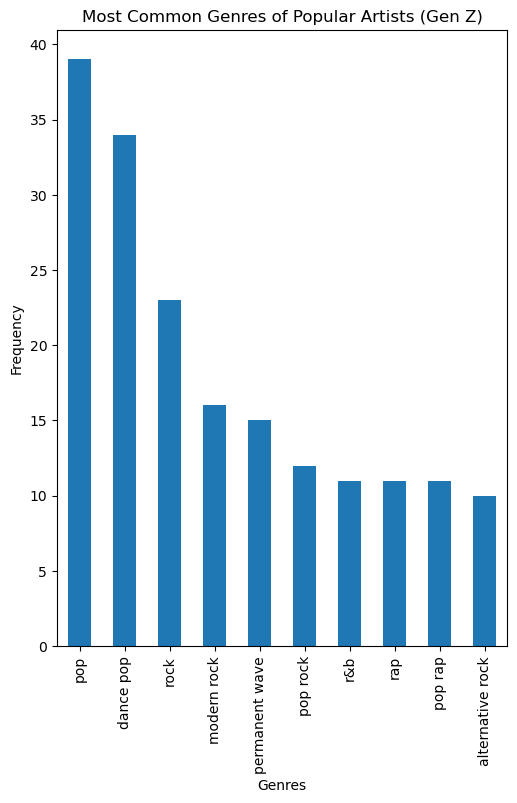 Most Common Genres of Popular Artists (Gen Z)
40
35
30
25
20
15
10
5
0
Frequency
pop
dance pop
rock
modern rock
permanent wave
pop rock
r&b
rap
pop rap
alternative rock
Genres